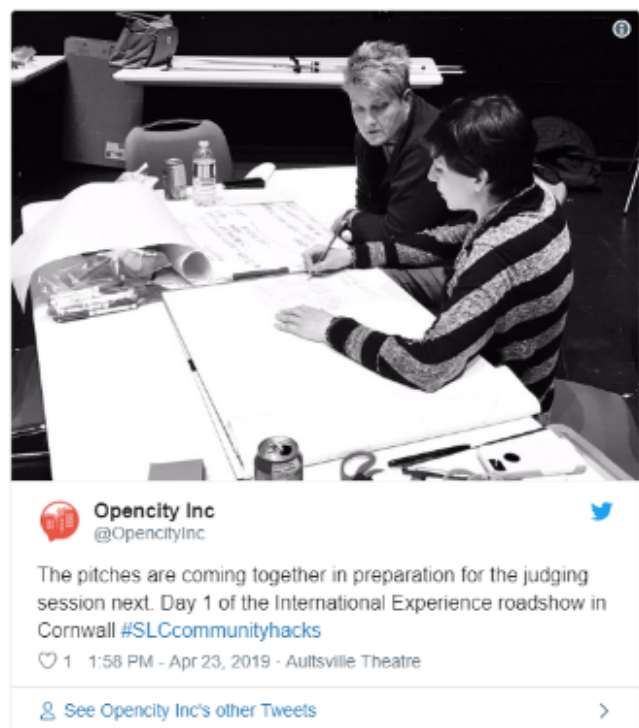 Opencity Inc
@OpencityInc
The pitches are coming together in preparation for the judging
session next. Day 1 of the International Experience roadshow in
Cornwall #SLCcommunityhacks
1 1:58 PM - Apr 23, 2019 · Aultsville Theatre
See Opencity Inc's other Tweets